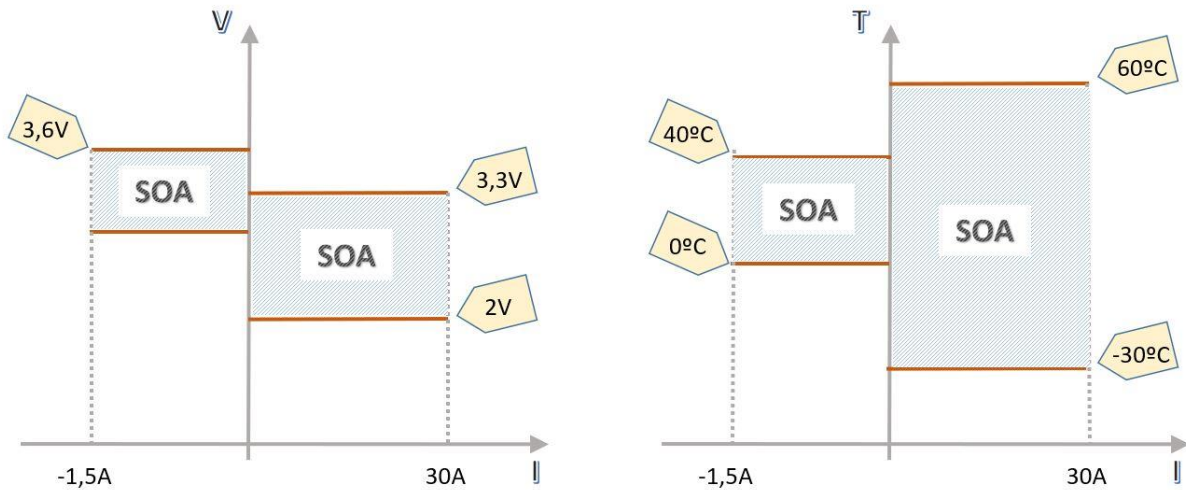 V
3,6V
SOA
3,3V
SOA
2V
-1,5A
30A
I
T
60ºC
40ºC
SOA
0ºC
SOA
-30ºC
-1,5A
30A
I